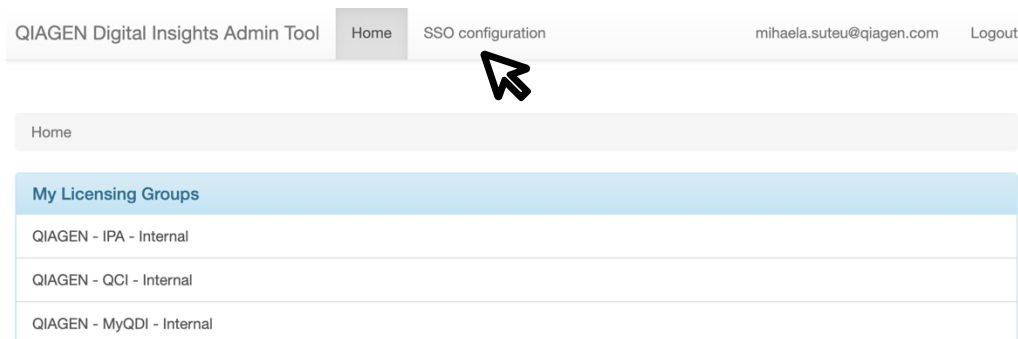 QIAGEN Digital Insights Admin Tool Home SSO configuration mihaela.suteu@qiagen.com Logout
Home
My Licensing Groups
QIAGEN - IPA - Internal
QIAGEN - QCI - Internal
QIAGEN - MyQDI - Internal